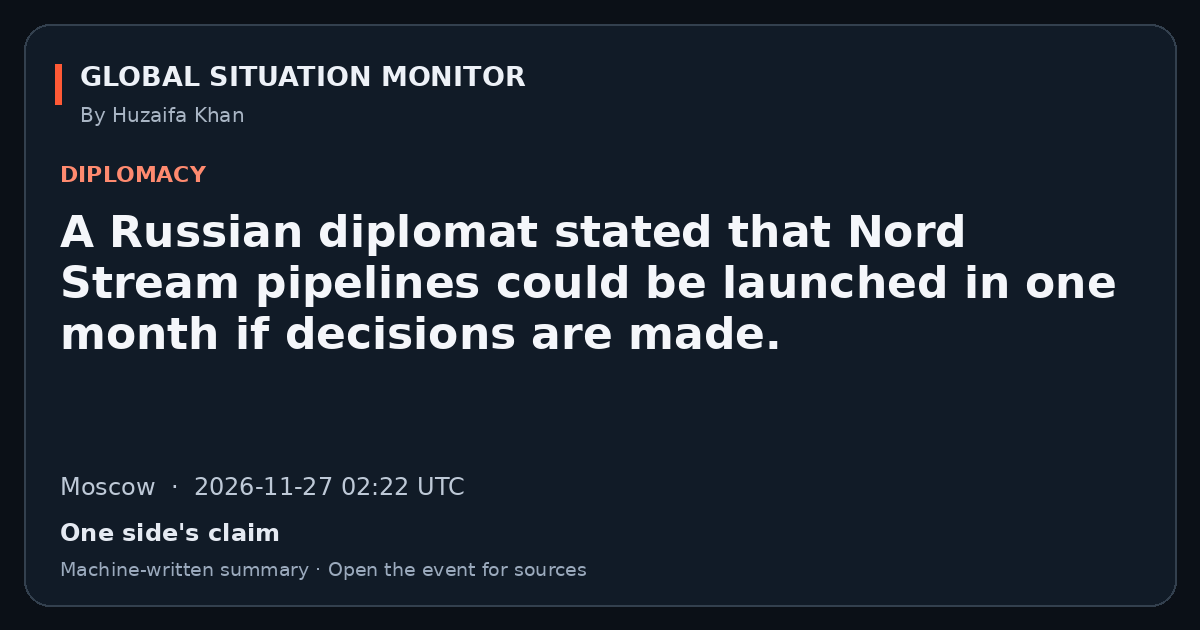 GLOBAL SITUATION MONITOR
By Huzaifa Khan
DIPLOMACY
A Russian diplomat stated that Nord
Stream pipelines could be launched in one
month if decisions are made.
Moscow · 2026-11-27 02:22 UTC
One side's claim
Machine-written summary · Open the event for sources